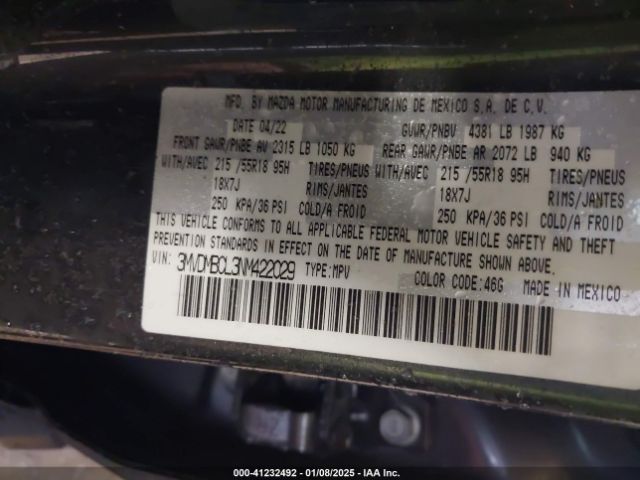 MFD. BY MAZDA MOTOR MANUFACTURING DE MEXICO S.A. DE C.V.
DATE 04/22 GVWR/PNBV 4381 LB 1987 KG
FRONT GAWR/PNBE AV 2315 LB 1050 KG REAR GAWR/PNBE AR 2072 LB 940 KG
WITH/AVEC 215 /55R18 95H TIRES/PNEUS WITH/AVEC 215 /55R18 95H TIRES/PNEUS
18X7J RIMS/JANTES 18X7J RIMS/JANTES
250 KPA/36 PSI COLD/A FROID 250 KPA/36 PSI COLD/A FROID
THIS VEHICLE CONFORMS TO ALL APPLICABLE FEDERAL MOTOR VEHICLE SAFETY AND THEFT
PREVENTION STANDARDS IN EFFECT ON THE DATE OF MANUFACTURE SHOWN ABOVE.
VIN: 3MVDMBCL3NM422029 TYPE:MPV COLOR CODE:46G MADE IN MEXICO
000-41232492 - 01/08/2025 - IAA Inc.